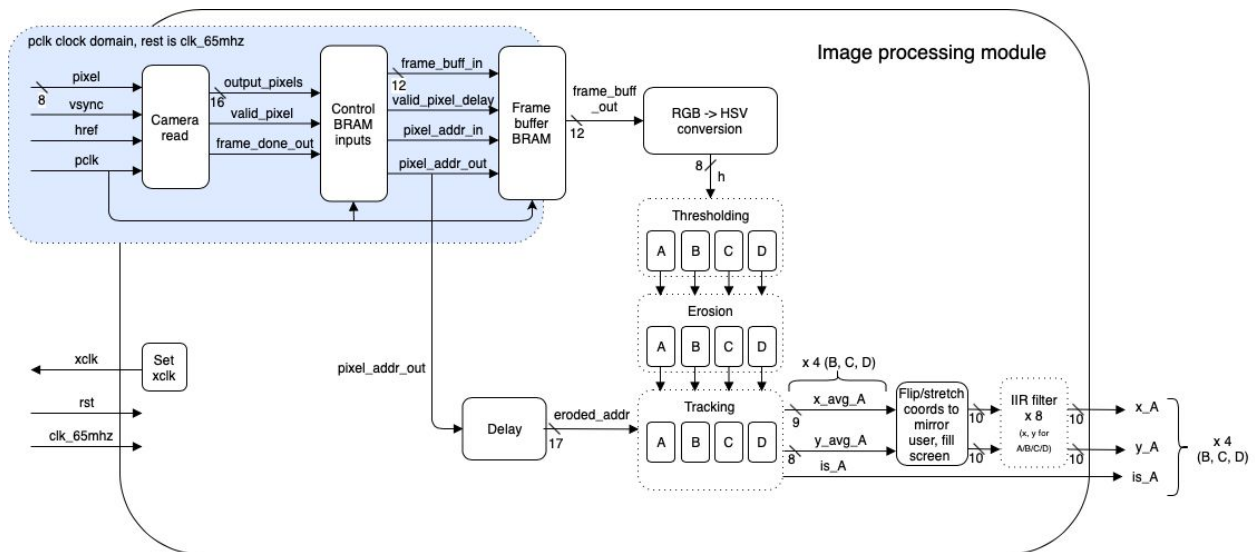 pclk clock domain, rest is clk_65mhz
Image processing module
pixel
8
vsync
href
pclk
Camera
read
output_pixels
16
valid_pixel
frame_done_out
Control
BRAM
inputs
frame_buff_in
12
valid_pixel_delay
pixel_addr_in
pixel_addr_out
Frame
buffer
BRAM
frame_buff
_out
12
RGB -> HSV
conversion
8
h
Thresholding
A B C D
Erosion
A B C D
Tracking
A B C D
xclk
Set
xclk
rst
clk_65mhz
pixel_addr_out
Delay
eroded_addr
17
x 4 (B, C, D)
x_avg_A
9
y_avg_A
8
is_A
Flip/stretch
coords to
mirror
user, fill
screen
10
10
IIR filter
x 8
(x, y for
A/B/C/D)
10
10
x_A
y_A
is_A
x 4
(B, C, D)